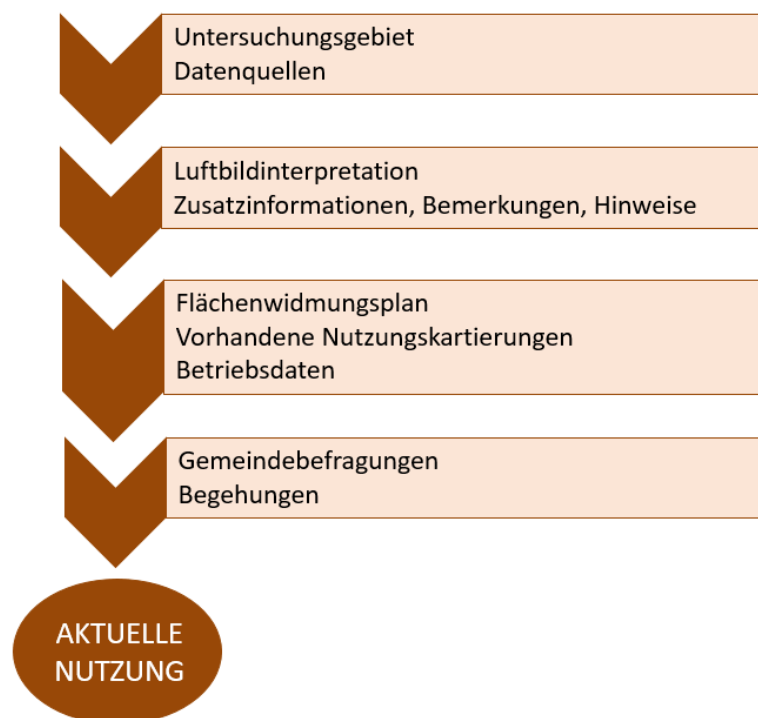 Untersuchungsgebiet
Datenquellen
Luftbildinterpretation
Zusatzinformationen, Bemerkungen, Hinweise
Flächenwidmungsplan
Vorhandene Nutzungskartierungen
Betriebsdaten
Gemeindebefragungen
Begehungen
AKTUELLE
NUTZUNG